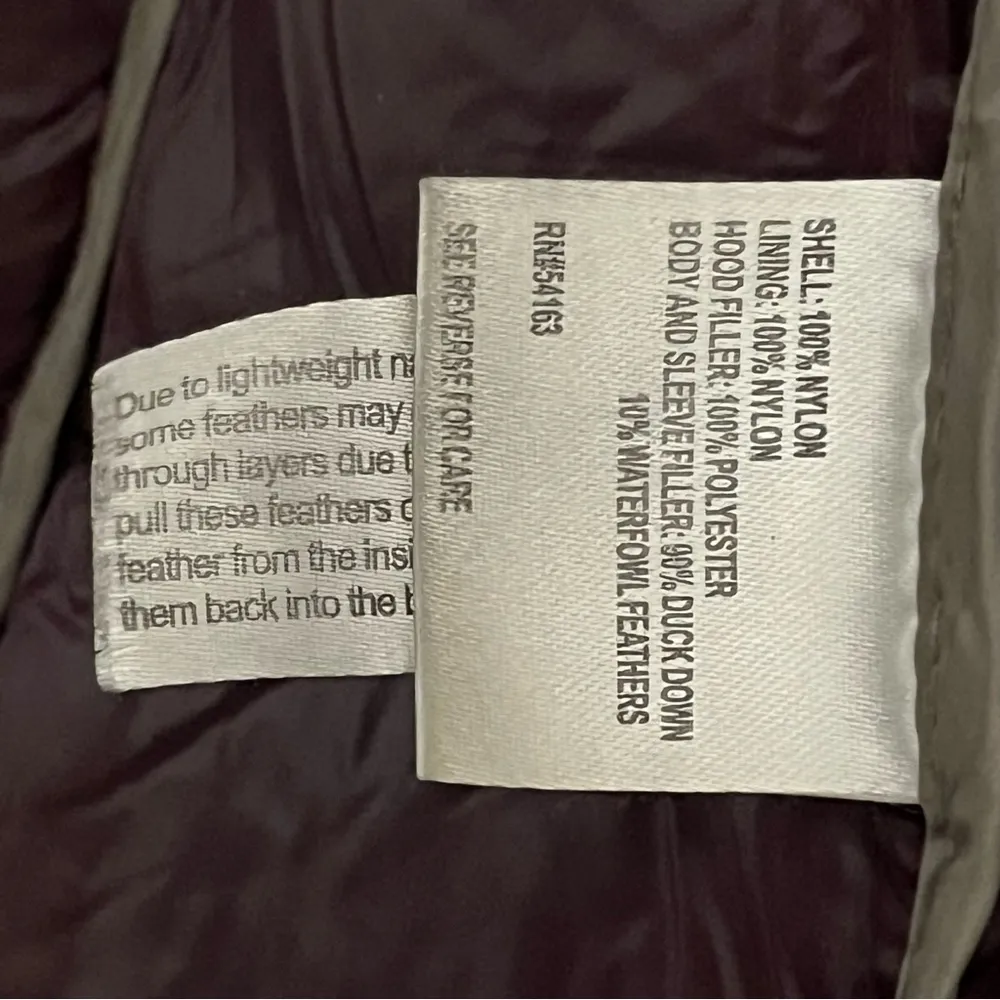 SHELL: 100% NYLON
LINING: 100% NYLON
HOOD FILLER: 100% POLYESTER
BODY AND SLEEVE FILLER: 90% DUCK DOWN
10% WATERFOWL FEATHERS
RN#54163
SEE REVERSE FOR CARE
Due to lightweight
some feathers may
through layers due
pull these feathers
feather from the
them back into the